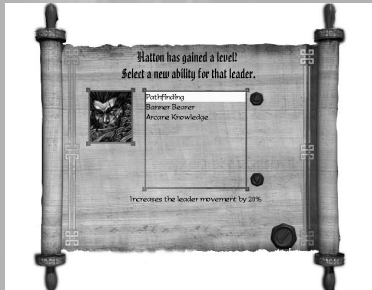 Hatton has gained a level!
Select a new ability for that leader.
Pathfinding
Banner Bearer
Arcane Knowledge
Increases the leader movement by 20%